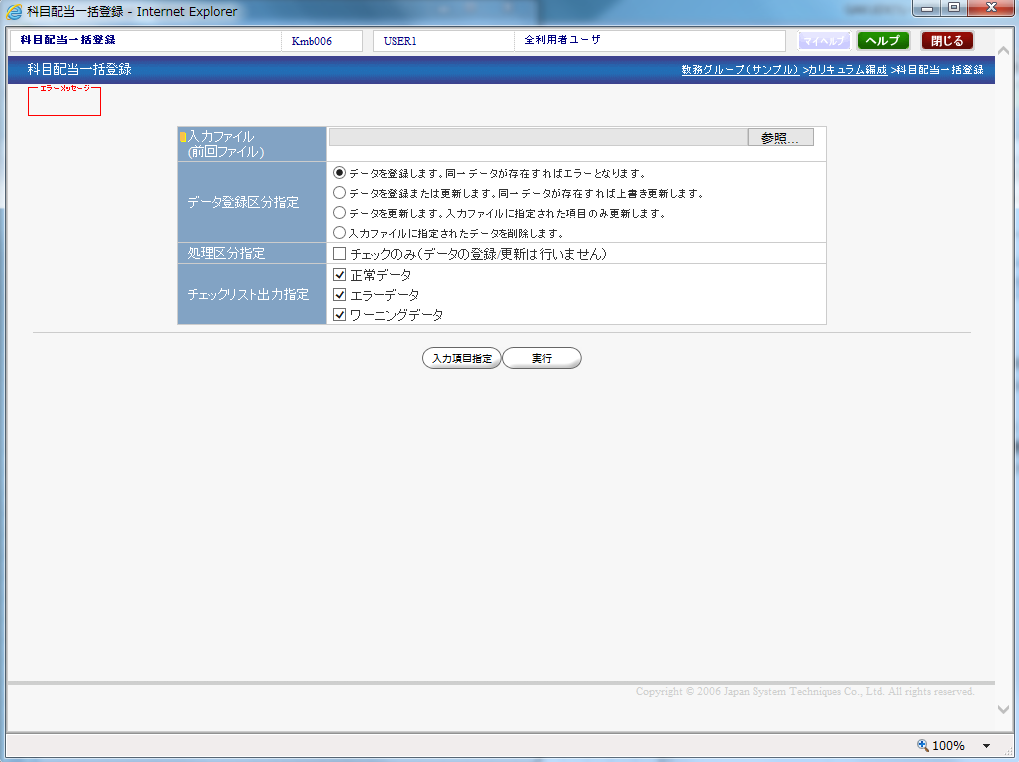 科目配当一括登録 - Internet Explorer
科目配当一括登録 Kmb006 USER1 全利用者ユーザ マイヘルプ ヘルプ 閉じる
科目配当一括登録 教務グループ(サンプル) >カリキュラム編成 >科目配当一括登録
エラーメッセージ
入力ファイル
(前回ファイル)
参照...
データ登録区分指定
データを登録します。同一データが存在すればエラーとなります。
データを登録または更新します。同一データが存在すれば上書き更新します。
データを更新します。入力ファイルに指定された項目のみ更新します。
入力ファイルに指定されたデータを削除します。
処理区分指定
チェックのみ(データの登録/更新は行いません)
チェックリスト出力指定
正常データ
エラーデータ
ワーニングデータ
入力項目指定 実行
Copyright © 2006 Japan System Techniques Co., Ltd. All rights reserved.
100%